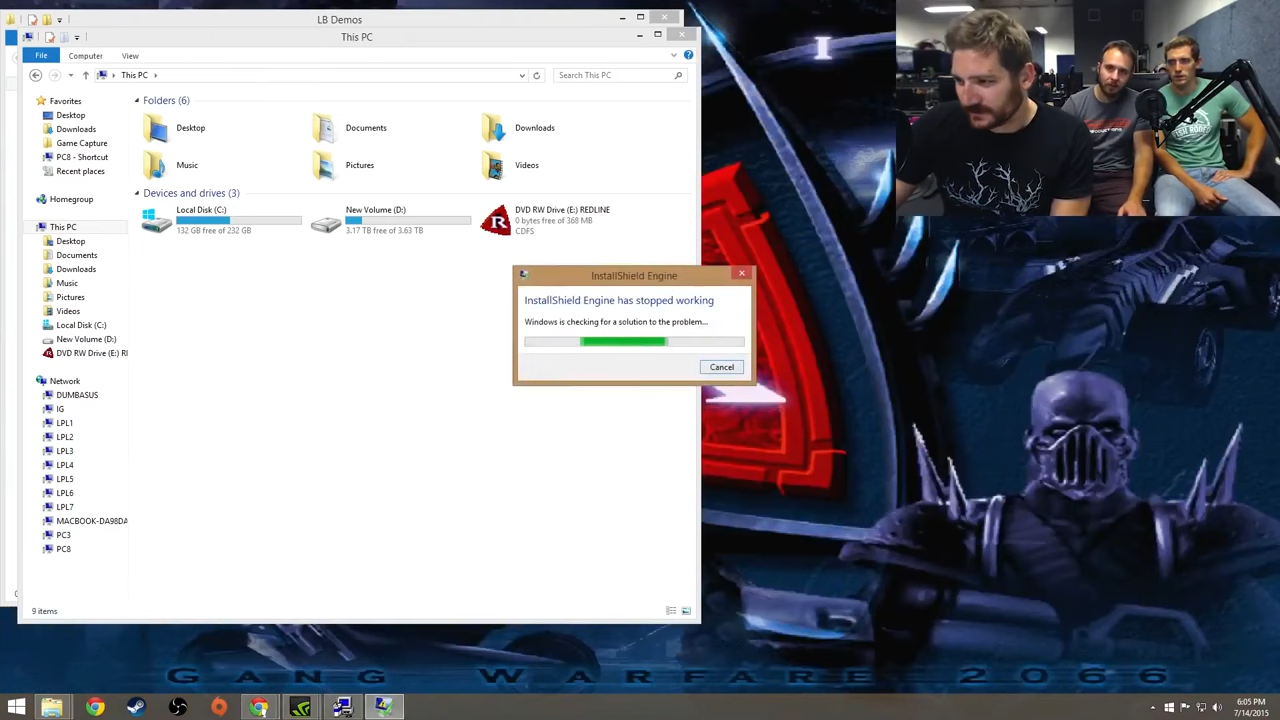 LB Demos
This PC
File
Computer
View
This PC
Search This PC
Favorites
Desktop
Downloads
Game Capture
PC8 - Shortcut
Recent places
Homegroup
This PC
Desktop
Documents
Downloads
Music
Pictures
Videos
Local Disk (C:)
New Volume (D:)
DVD RW Drive (E:) RI
Network
DUMBASUS
IG
LPL1
LPL2
LPL3
LPL4
LPL5
LPL6
LPL7
MACBOOK-DA98DA
PC3
PC8
Folders (6)
Desktop
Documents
Downloads
Music
Pictures
Videos
Devices and drives (3)
Local Disk (C:)
132 GB free of 232 GB
New Volume (D:)
3.17 TB free of 3.63 TB
R
DVD RW Drive (E:) REDLINE
0 bytes free of 368 MB
CDFS
InstallShield Engine
InstallShield Engine has stopped working
Windows is checking for a solution to the problem...
Cancel
9 items
I
GANG WARFARE 2066
6:05 PM
7/14/2015